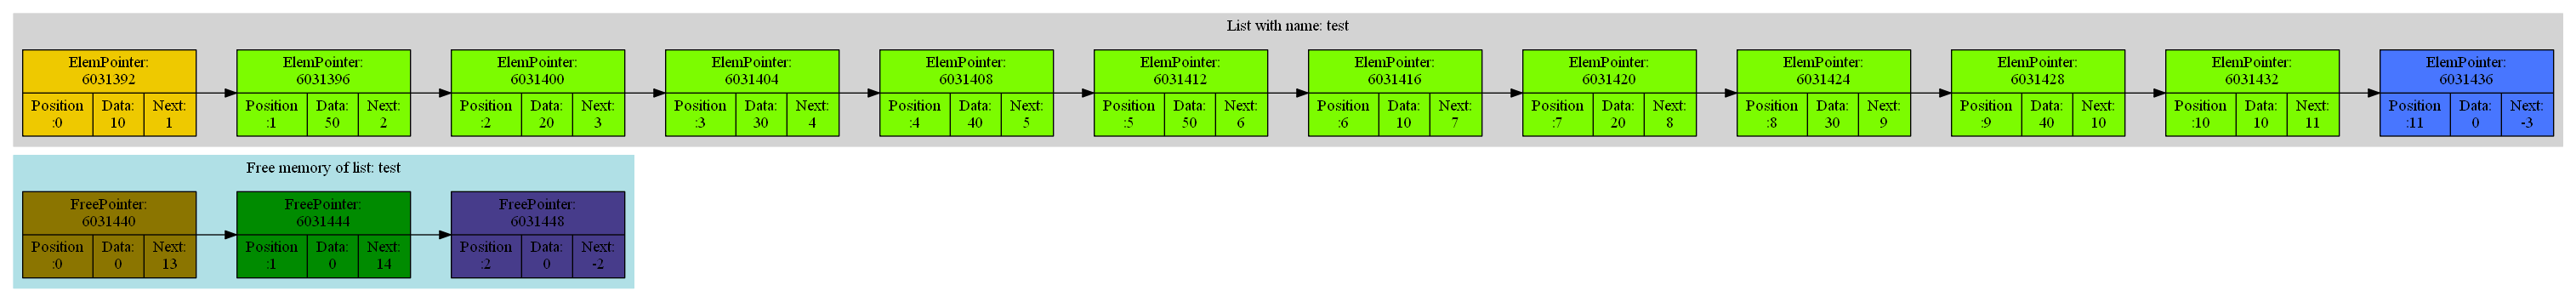 List with name: test
ElemPointer:
6031392
Position
:0
Data:
10
Next:
1
ElemPointer:
6031396
Position
:1
Data:
50
Next:
2
ElemPointer:
6031400
Position
:2
Data:
20
Next:
3
ElemPointer:
6031404
Position
:3
Data:
30
Next:
4
ElemPointer:
6031408
Position
:4
Data:
40
Next:
5
ElemPointer:
6031412
Position
:5
Data:
50
Next:
6
ElemPointer:
6031416
Position
:6
Data:
10
Next:
7
ElemPointer:
6031420
Position
:7
Data:
20
Next:
8
ElemPointer:
6031424
Position
:8
Data:
30
Next:
9
ElemPointer:
6031428
Position
:9
Data:
40
Next:
10
ElemPointer:
6031432
Position
:10
Data:
10
Next:
11
ElemPointer:
6031436
Position
:11
Data:
0
Next:
-3
Free memory of list: test
FreePointer:
6031440
Position
:0
Data:
0
Next:
13
FreePointer:
6031444
Position
:1
Data:
0
Next:
14
FreePointer:
6031448
Position
:2
Data:
0
Next:
-2